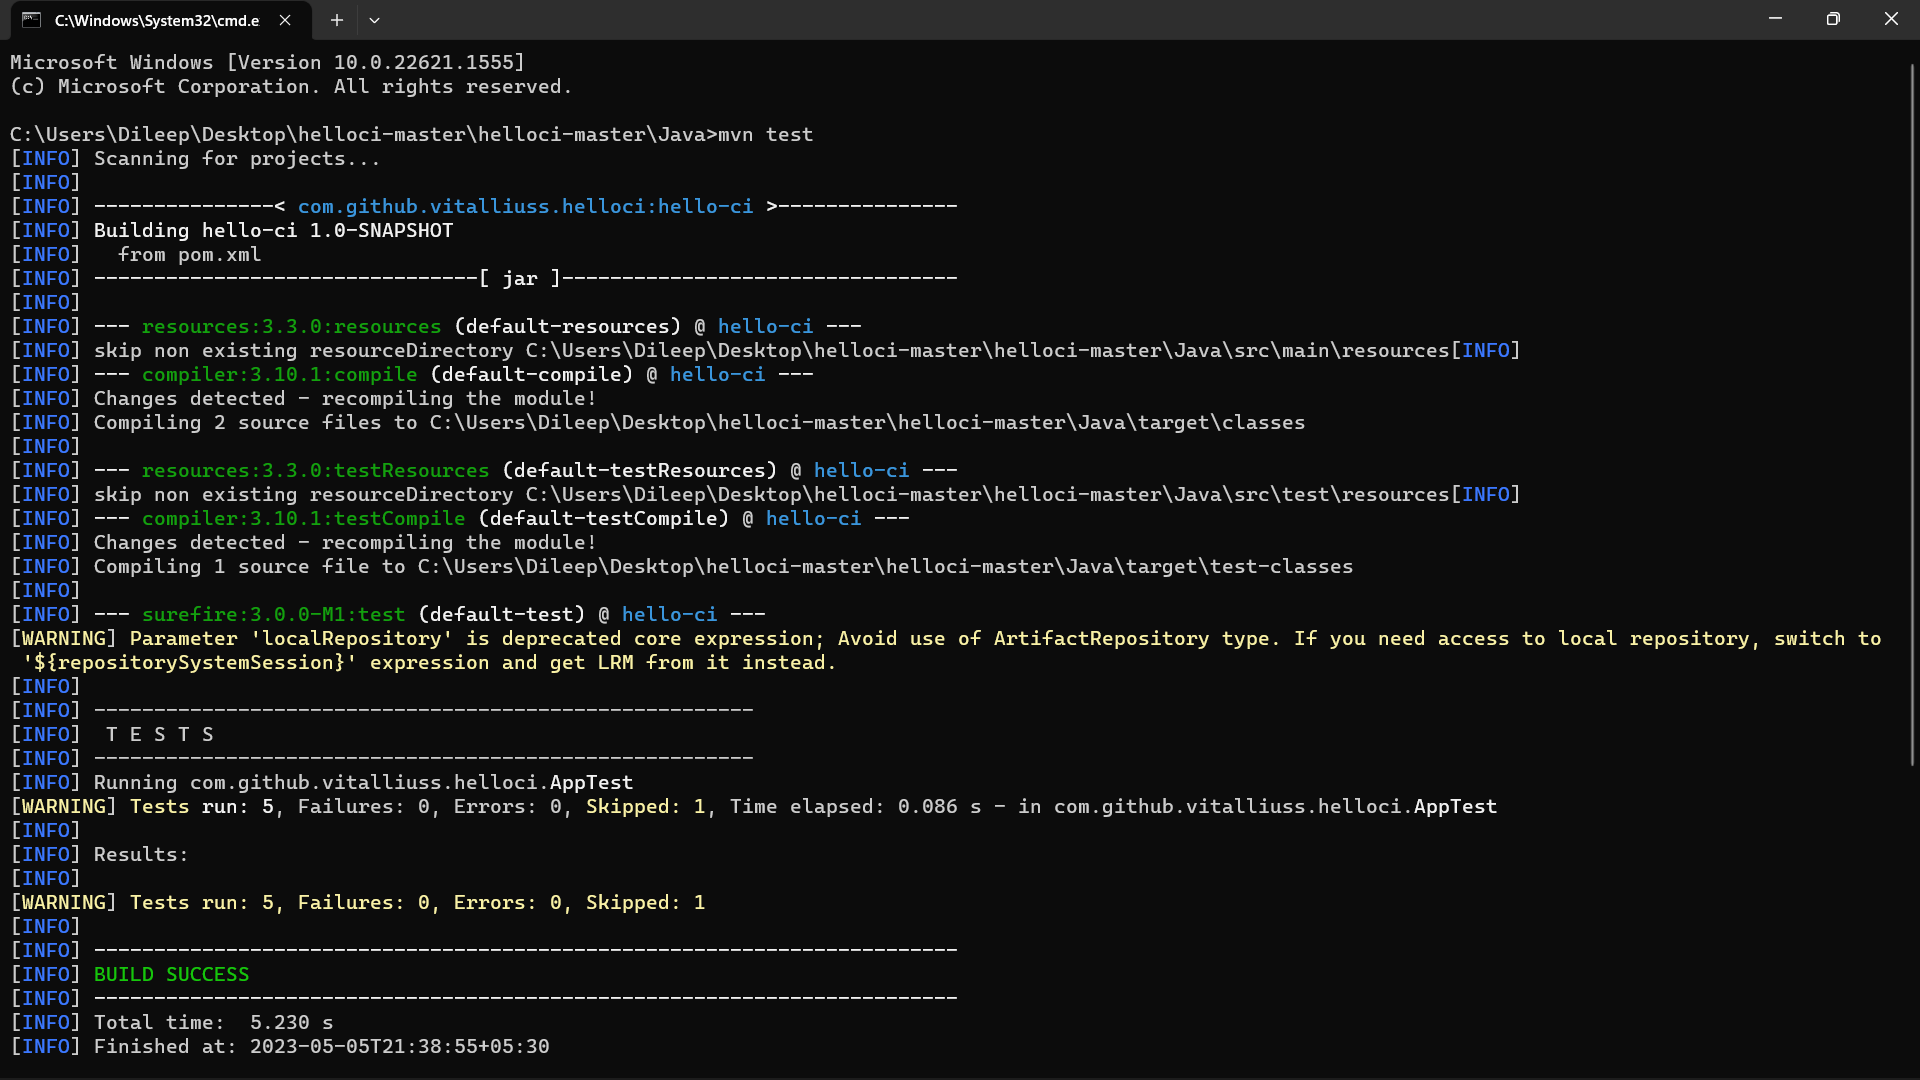 C:\Windows\System32\cmd.e
Microsoft Windows [Version 10.0.22621.1555]
(c) Microsoft Corporation. All rights reserved.
C:\Users\Dileep\Desktop\helloci-master\helloci-master\Java>mvn test
[INFO] Scanning for projects...
[INFO]
[INFO] ---------------< com.github.vitalliuss.helloci:hello-ci >---------------
[INFO] Building hello-ci 1.0-SNAPSHOT
[INFO]   from pom.xml
[INFO] --------------------------------[ jar ]---------------------------------
[INFO]
[INFO] --- resources:3.3.0:resources (default-resources) @ hello-ci ---
[INFO] skip non existing resourceDirectory C:\Users\Dileep\Desktop\helloci-master\helloci-master\Java\src\main\resources[INFO]
[INFO] --- compiler:3.10.1:compile (default-compile) @ hello-ci ---
[INFO] Changes detected - recompiling the module!
[INFO] Compiling 2 source files to C:\Users\Dileep\Desktop\helloci-master\helloci-master\Java\target\classes
[INFO]
[INFO] --- resources:3.3.0:testResources (default-testResources) @ hello-ci ---
[INFO] skip non existing resourceDirectory C:\Users\Dileep\Desktop\helloci-master\helloci-master\Java\src\test\resources[INFO]
[INFO] --- compiler:3.10.1:testCompile (default-testCompile) @ hello-ci ---
[INFO] Changes detected - recompiling the module!
[INFO] Compiling 1 source file to C:\Users\Dileep\Desktop\helloci-master\helloci-master\Java\target\test-classes
[INFO]
[INFO] --- surefire:3.0.0-M1:test (default-test) @ hello-ci ---
[WARNING] Parameter 'localRepository' is deprecated core expression; Avoid use of ArtifactRepository type. If you need access to local repository, switch to
 '${repositorySystemSession}' expression and get LRM from it instead.
[INFO]
[INFO] -------------------------------------------------------
[INFO]  T E S T S
[INFO] -------------------------------------------------------
[INFO] Running com.github.vitalliuss.helloci.AppTest
[WARNING] Tests run: 5, Failures: 0, Errors: 0, Skipped: 1, Time elapsed: 0.086 s - in com.github.vitalliuss.helloci.AppTest
[INFO]
[INFO] Results:
[INFO]
[WARNING] Tests run: 5, Failures: 0, Errors: 0, Skipped: 1
[INFO]
[INFO] ------------------------------------------------------------------------
[INFO] BUILD SUCCESS
[INFO] ------------------------------------------------------------------------
[INFO] Total time:  5.230 s
[INFO] Finished at: 2023-05-05T21:38:55+05:30